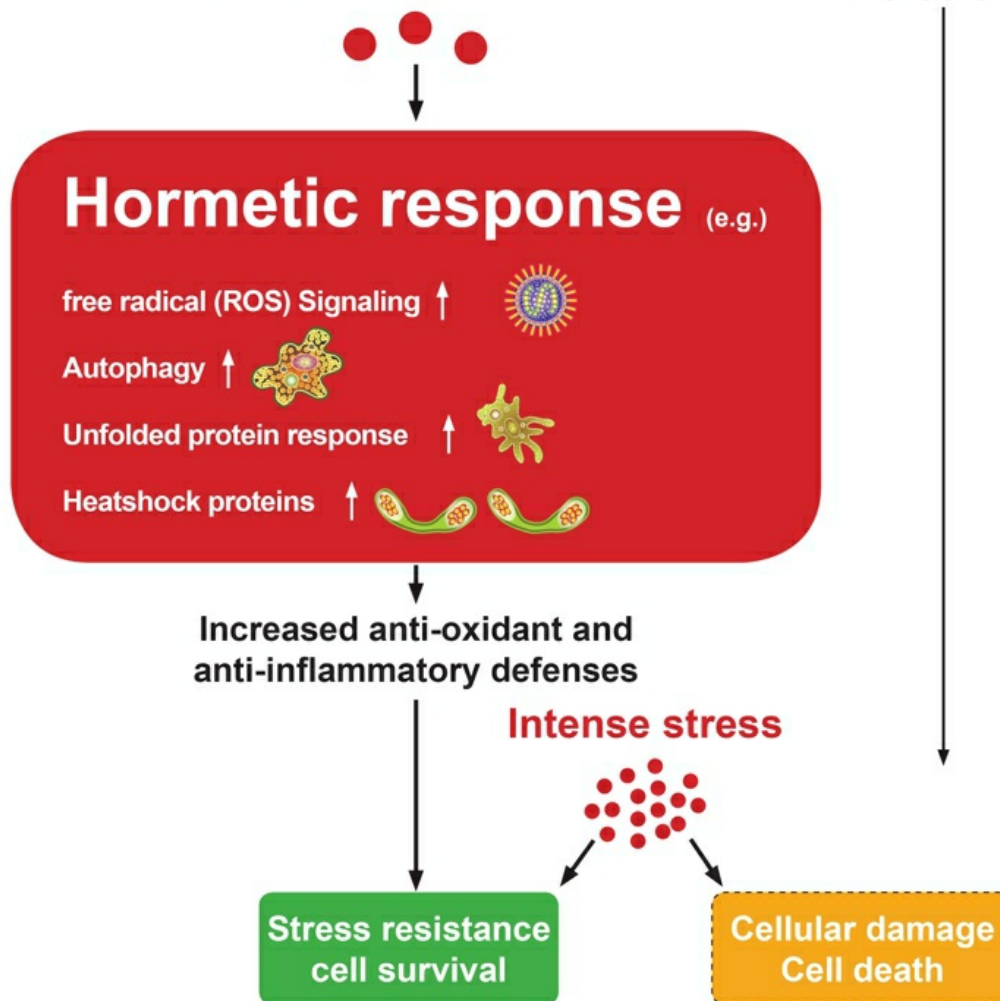 Hormetic response (e.g.)
free radical (ROS) Signaling
Autophagy
Unfolded protein response
Heatshock proteins
Increased anti-oxidant and
anti-inflammatory defenses
Intense stress
Stress resistance
cell survival
Cellular damage
Cell death